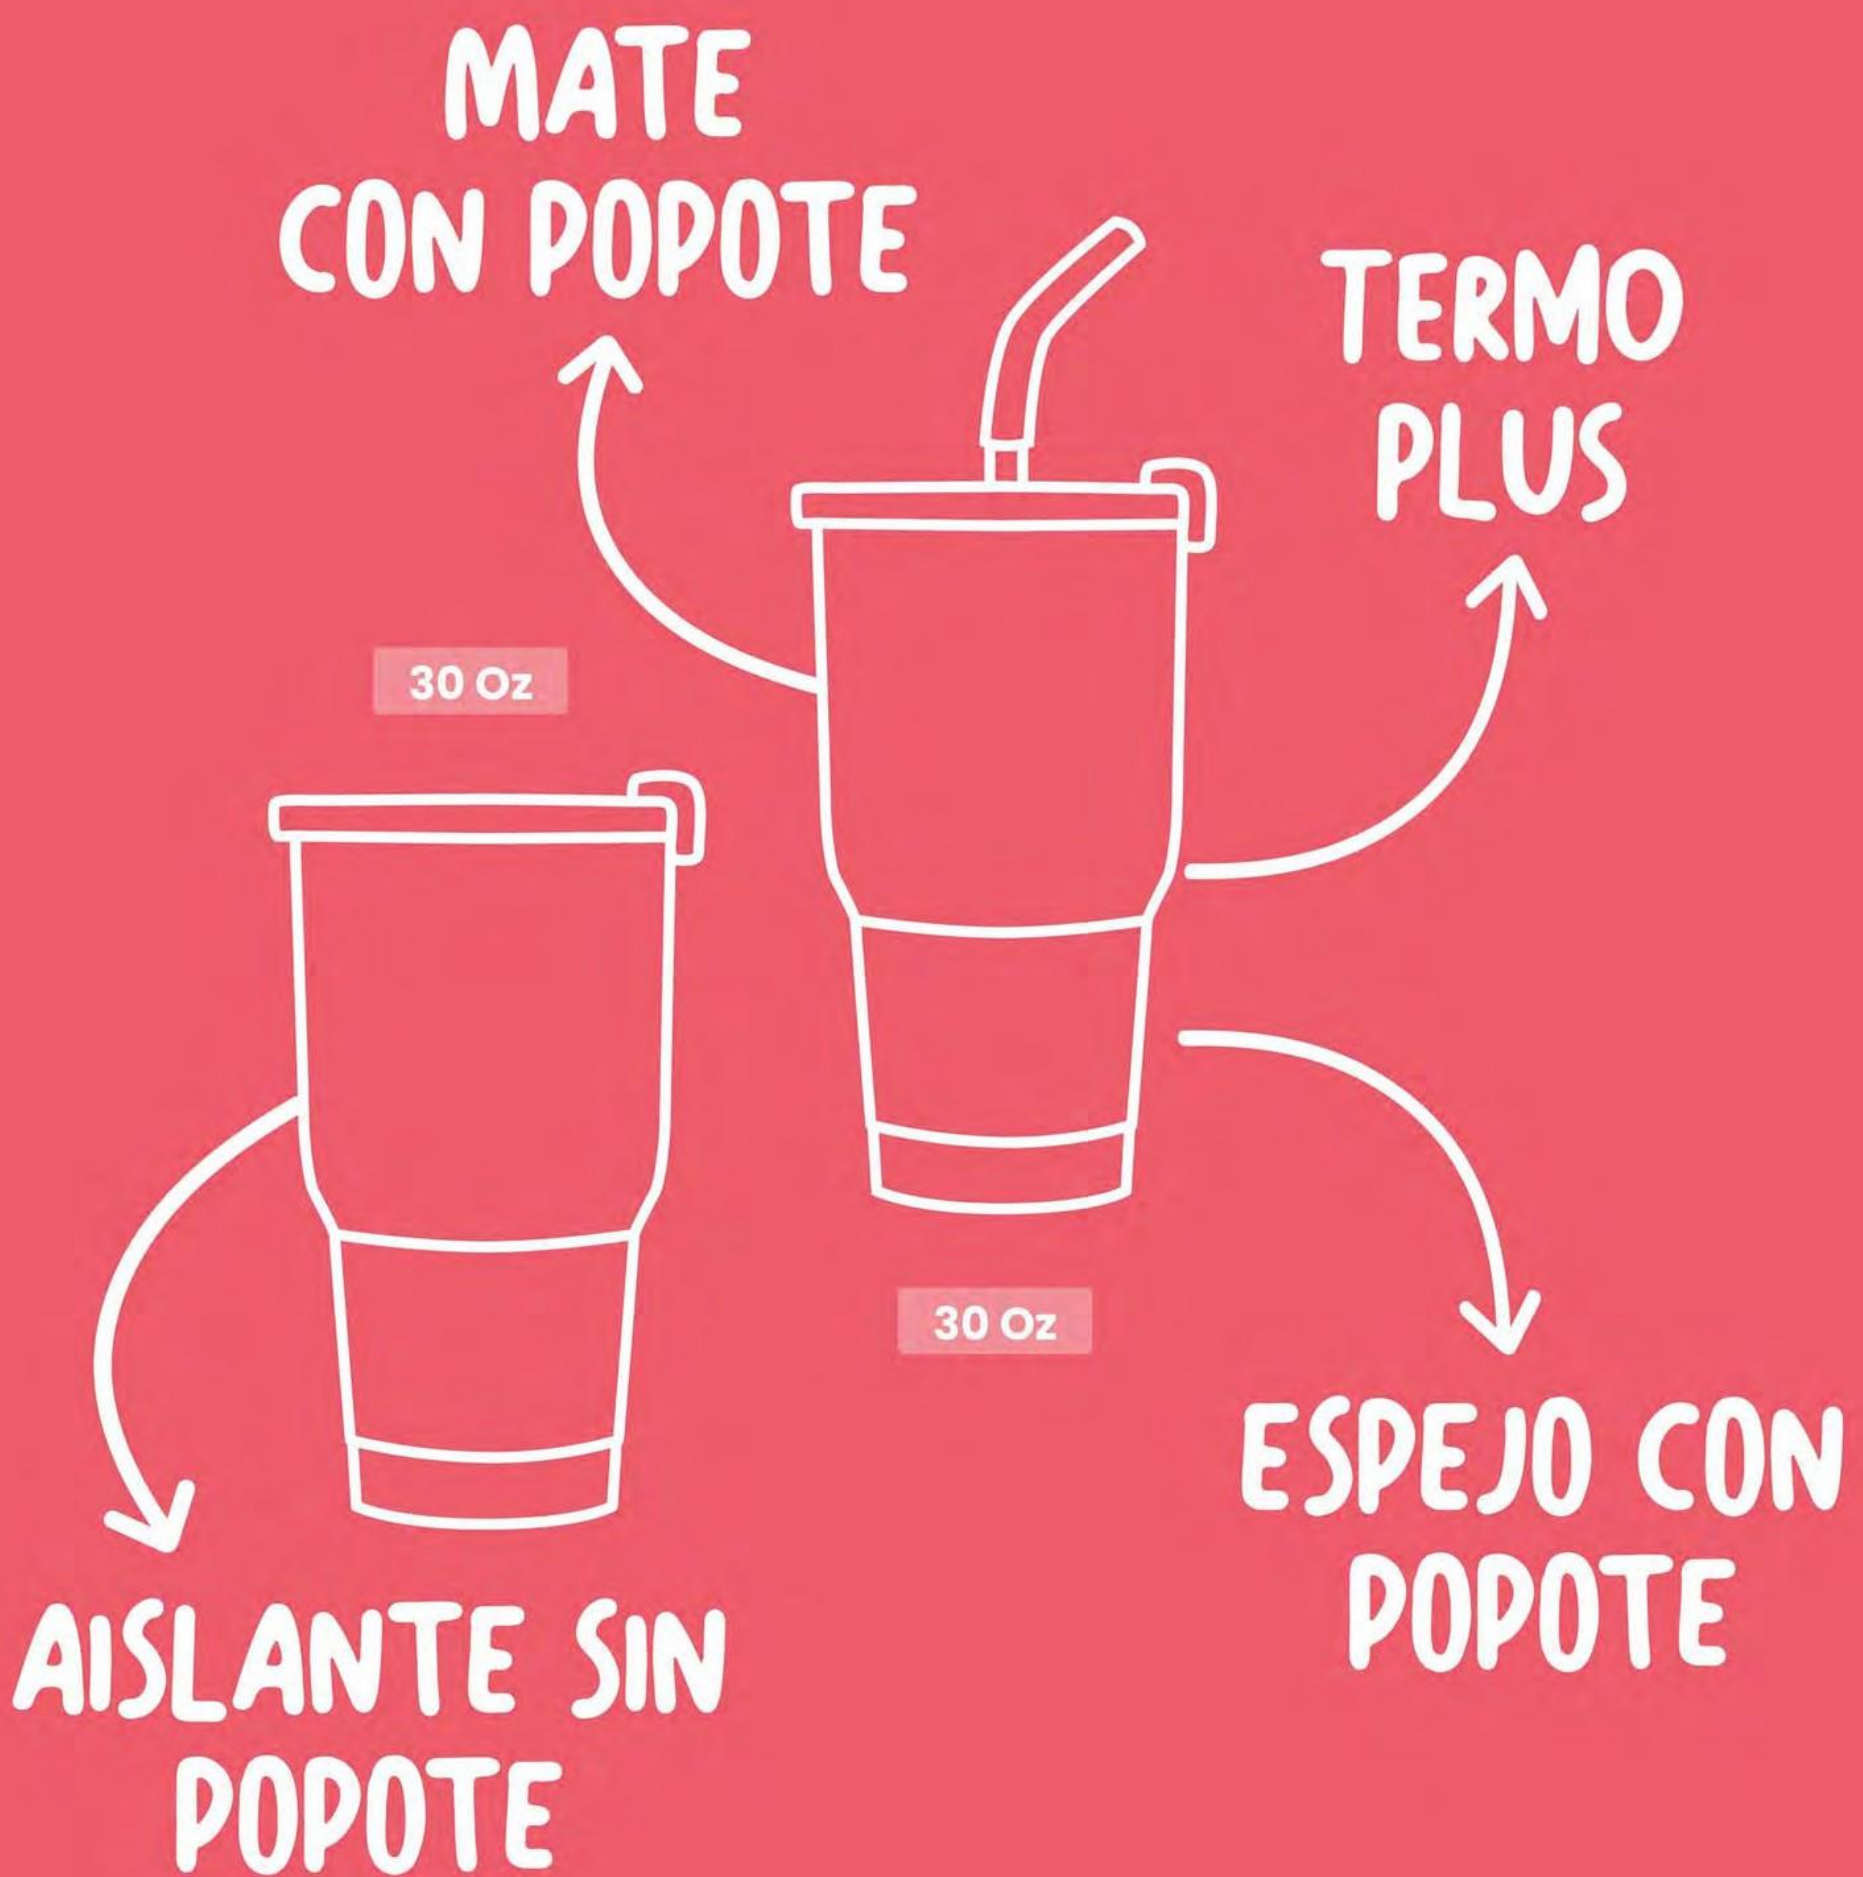 MATE
CON POPOTE
TERMO
PLUS
30 Oz
30 Oz
ESPEJO CON
POPOTE
AISLANTE SIN
POPOTE